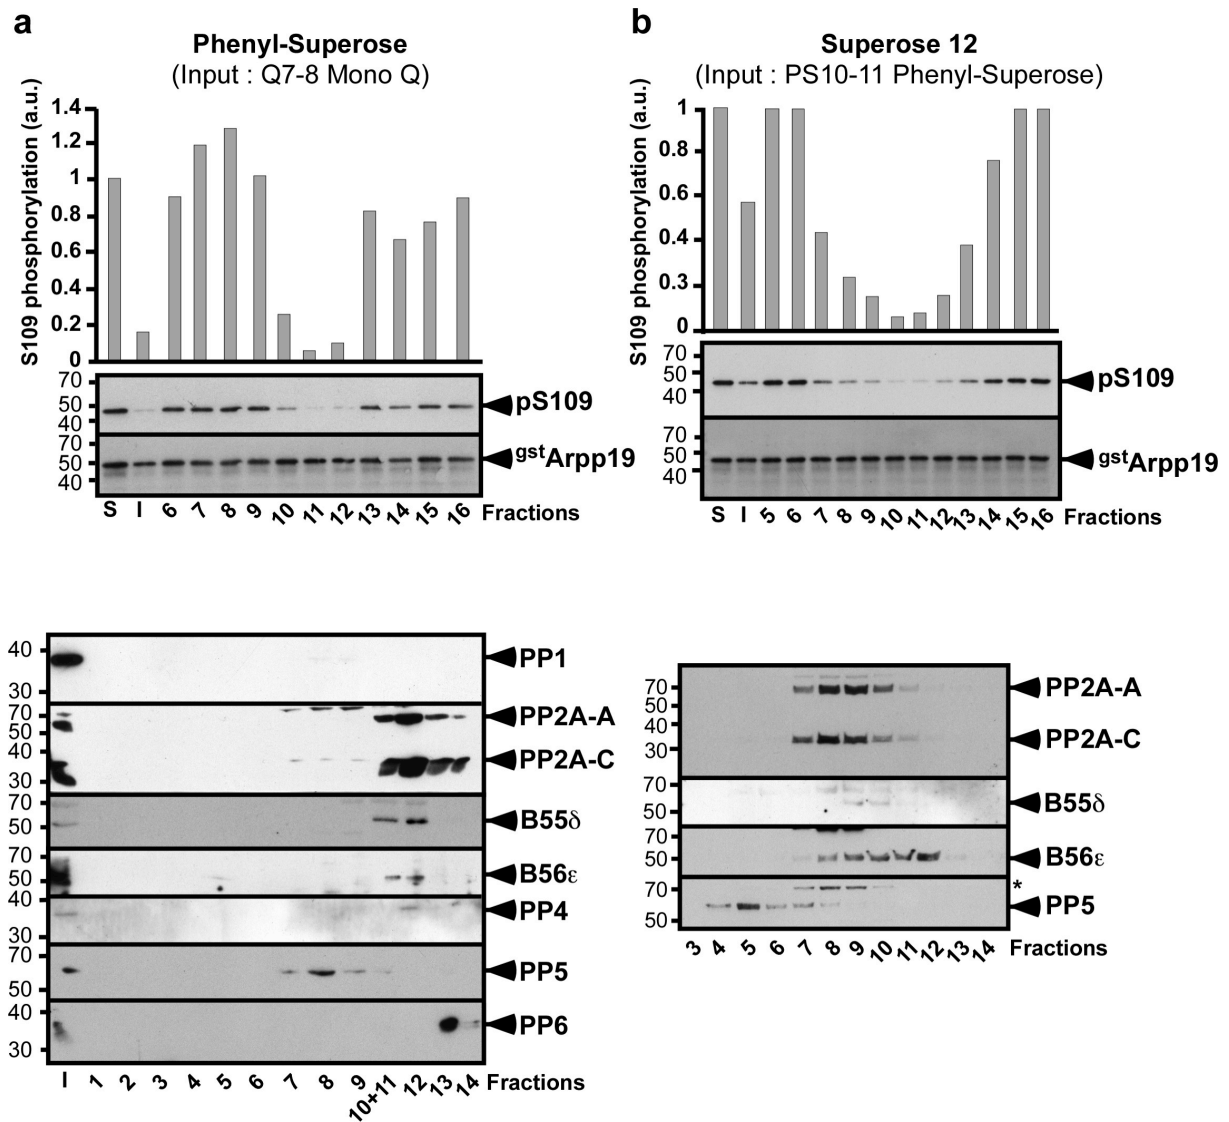 a
Phenyl-Superose
(Input : Q7-8 Mono Q)
S109 phosphorylation (a.u.)
1.4
1.2
1
0.8
0.6
0.4
0.2
0
70
50
40
pS109
70
50
40
gstArpp19
S I 6 7 8 9 10 11 12 13 14 15 16 Fractions
40
30
PP1
70
50
40
30
PP2A-A
PP2A-C
70
50
B55δ
70
50
B56ε
40
30
PP4
70
50
PP5
40
30
PP6
I 1 2 3 4 5 6 7 8 9 10+11 12 13 14 Fractions
b
Superose 12
(Input : PS10-11 Phenyl-Superose)
S109 phosphorylation (a.u.)
1
0.8
0.6
0.4
0.3
0
70
50
40
pS109
70
50
40
gstArpp19
S I 5 6 7 8 9 10 11 12 13 14 15 16 Fractions
70
50
40
30
PP2A-A
PP2A-C
70
50
B55δ
70
50
B56ε
70
50
*
PP5
3 4 5 6 7 8 9 10 11 12 13 14 Fractions